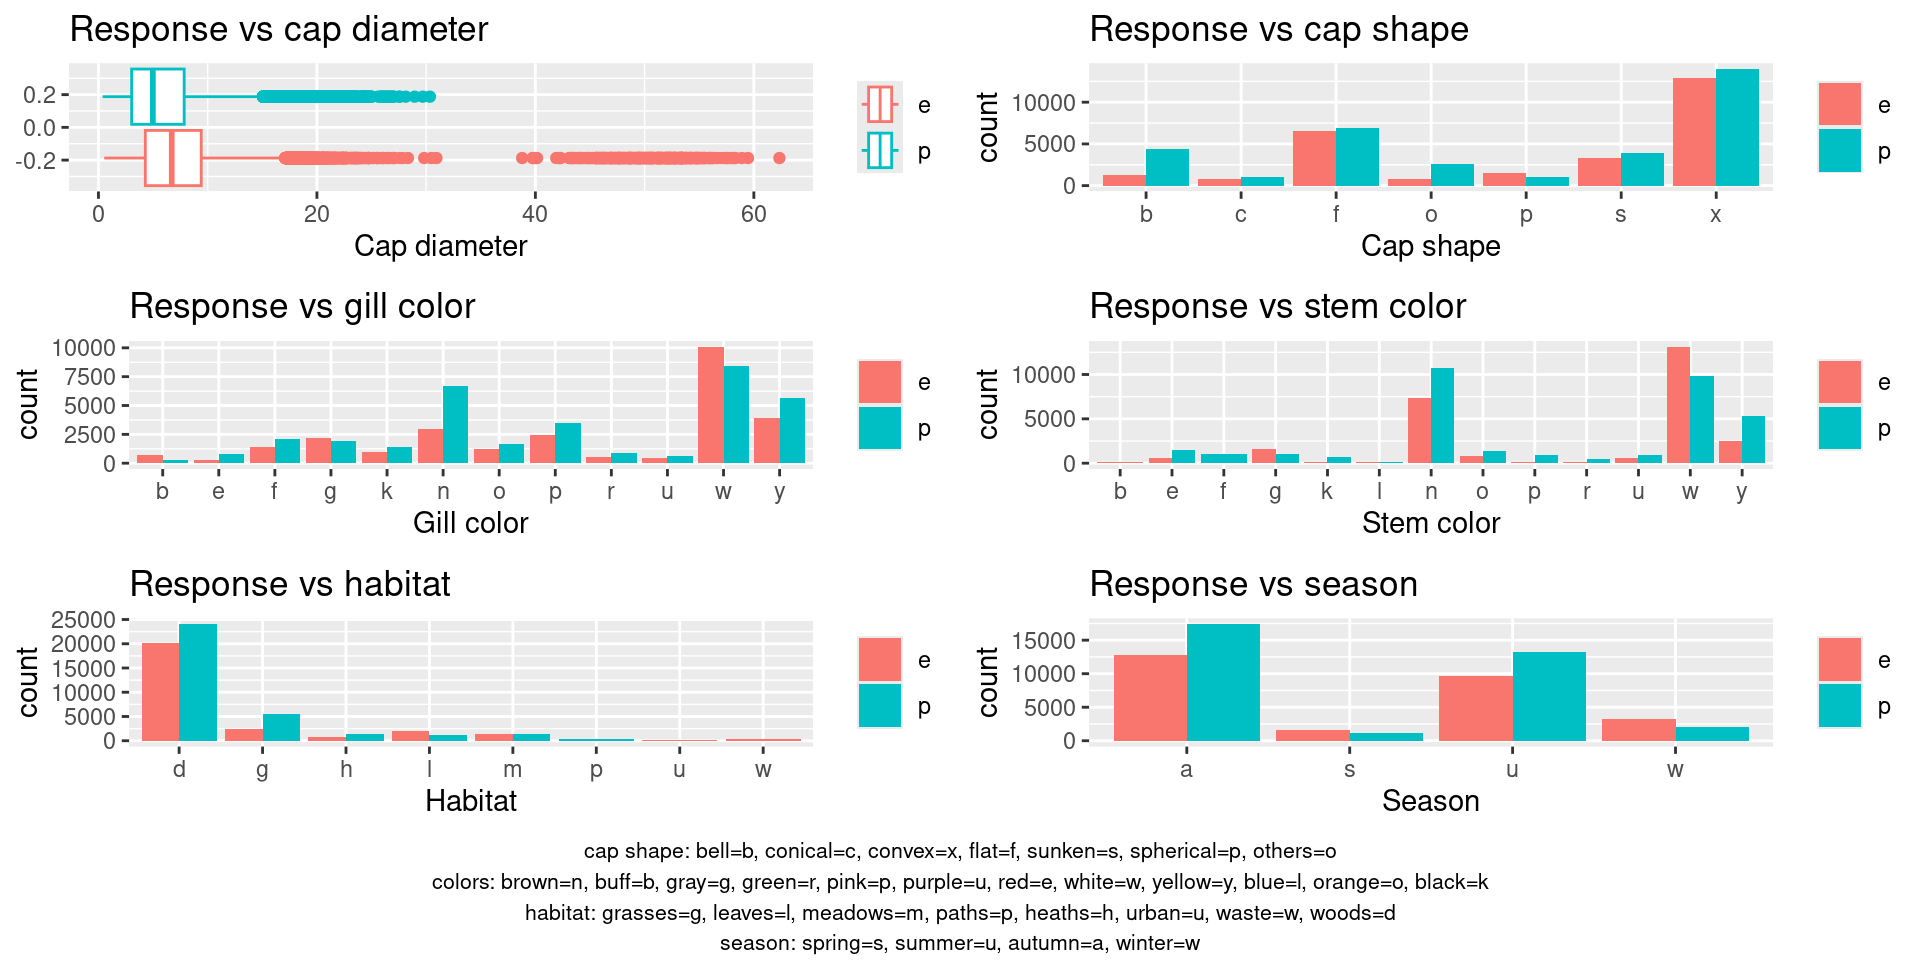 Response vs cap diameter
0.2
0.0
-0.2
0 20 40 60
Cap diameter
e
p
Response vs cap shape
count
10000
5000
0
b c f o p s x
Cap shape
e
p
Response vs gill color
count
10000
7500
5000
2500
0
b e f g k n o p r u w y
Gill color
e
p
Response vs stem color
count
10000
5000
0
b e f g k l n o p r u w y
Stem color
e
p
Response vs habitat
count
25000
20000
15000
10000
5000
0
d g h l m p u w
Habitat
e
p
Response vs season
count
15000
10000
5000
0
a s u w
Season
e
p
cap shape: bell=b, conical=c, convex=x, flat=f, sunken=s, spherical=p, others=o
colors: brown=n, buff=b, gray=g, green=r, pink=p, purple=u, red=e, white=w, yellow=y, blue=l, orange=o, black=k
habitat: grasses=g, leaves=l, meadows=m, paths=p, heaths=h, urban=u, waste=w, woods=d
season: spring=s, summer=u, autumn=a, winter=w